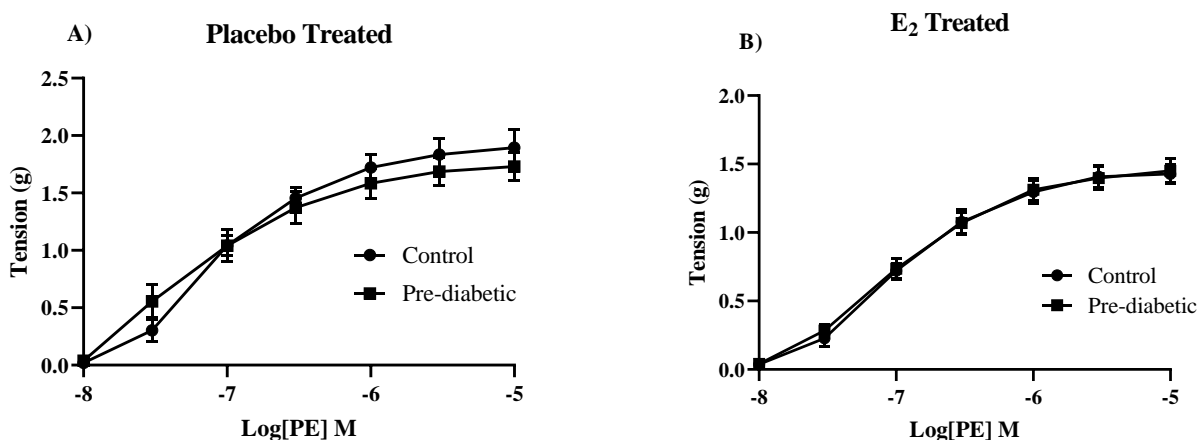 A)
Placebo Treated
2.5
2.0
1.5
1.0
0.5
0.0
Tension (g)
-8
-7
-6
-5
Log[PE] M
Control
Pre-diabetic
B)
E₂ Treated
2.0
1.5
1.0
0.5
0.0
Tension (g)
-8
-7
-6
-5
Log[PE] M
Control
Pre-diabetic